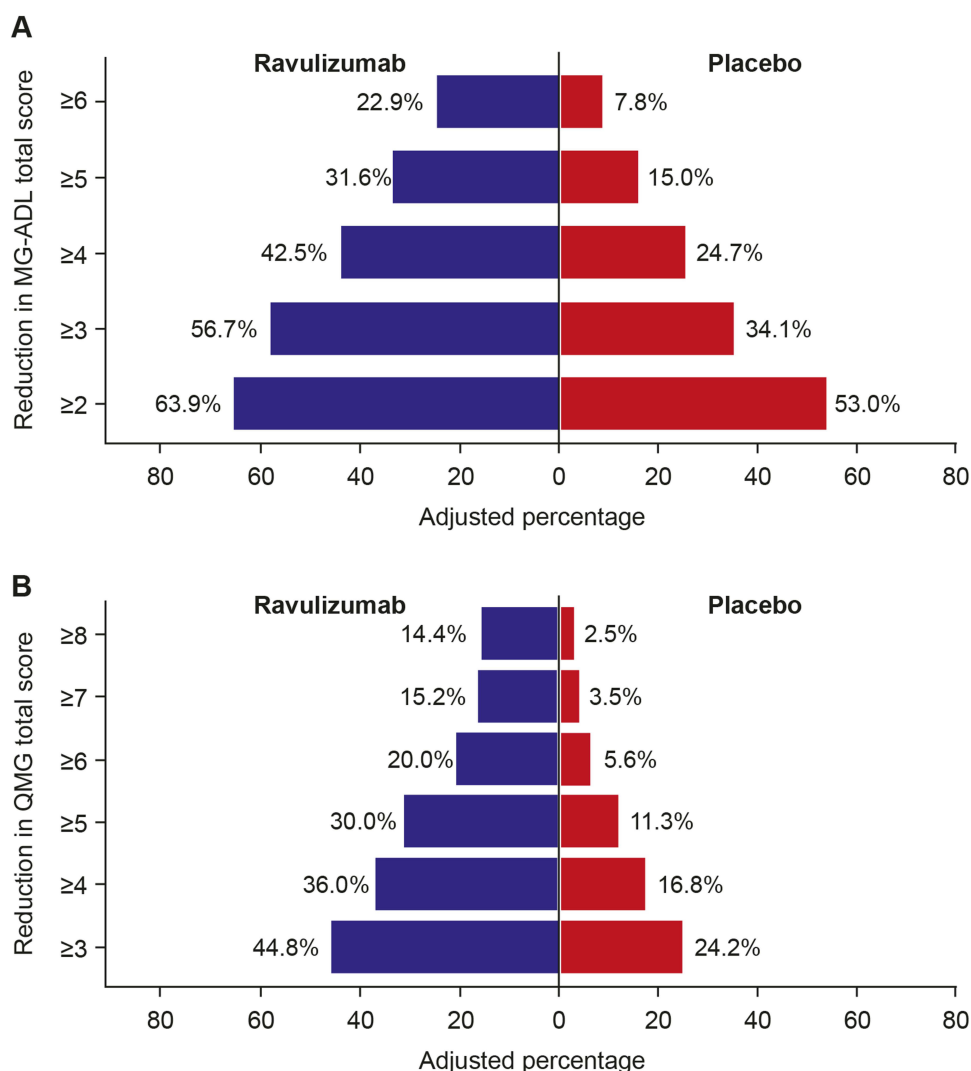 A
Ravulizumab
Placebo
Reduction in MG-ADL total score
≥6
22.9%
7.8%
≥5
31.6%
15.0%
≥4
42.5%
24.7%
≥3
56.7%
34.1%
≥2
63.9%
53.0%
80 60 40 20 0 20 40 60 80
Adjusted percentage
B
Ravulizumab
Placebo
Reduction in QMG total score
≥8
14.4%
2.5%
≥7
15.2%
3.5%
≥6
20.0%
5.6%
≥5
30.0%
11.3%
≥4
36.0%
16.8%
≥3
44.8%
24.2%
80 60 40 20 0 20 40 60 80
Adjusted percentage